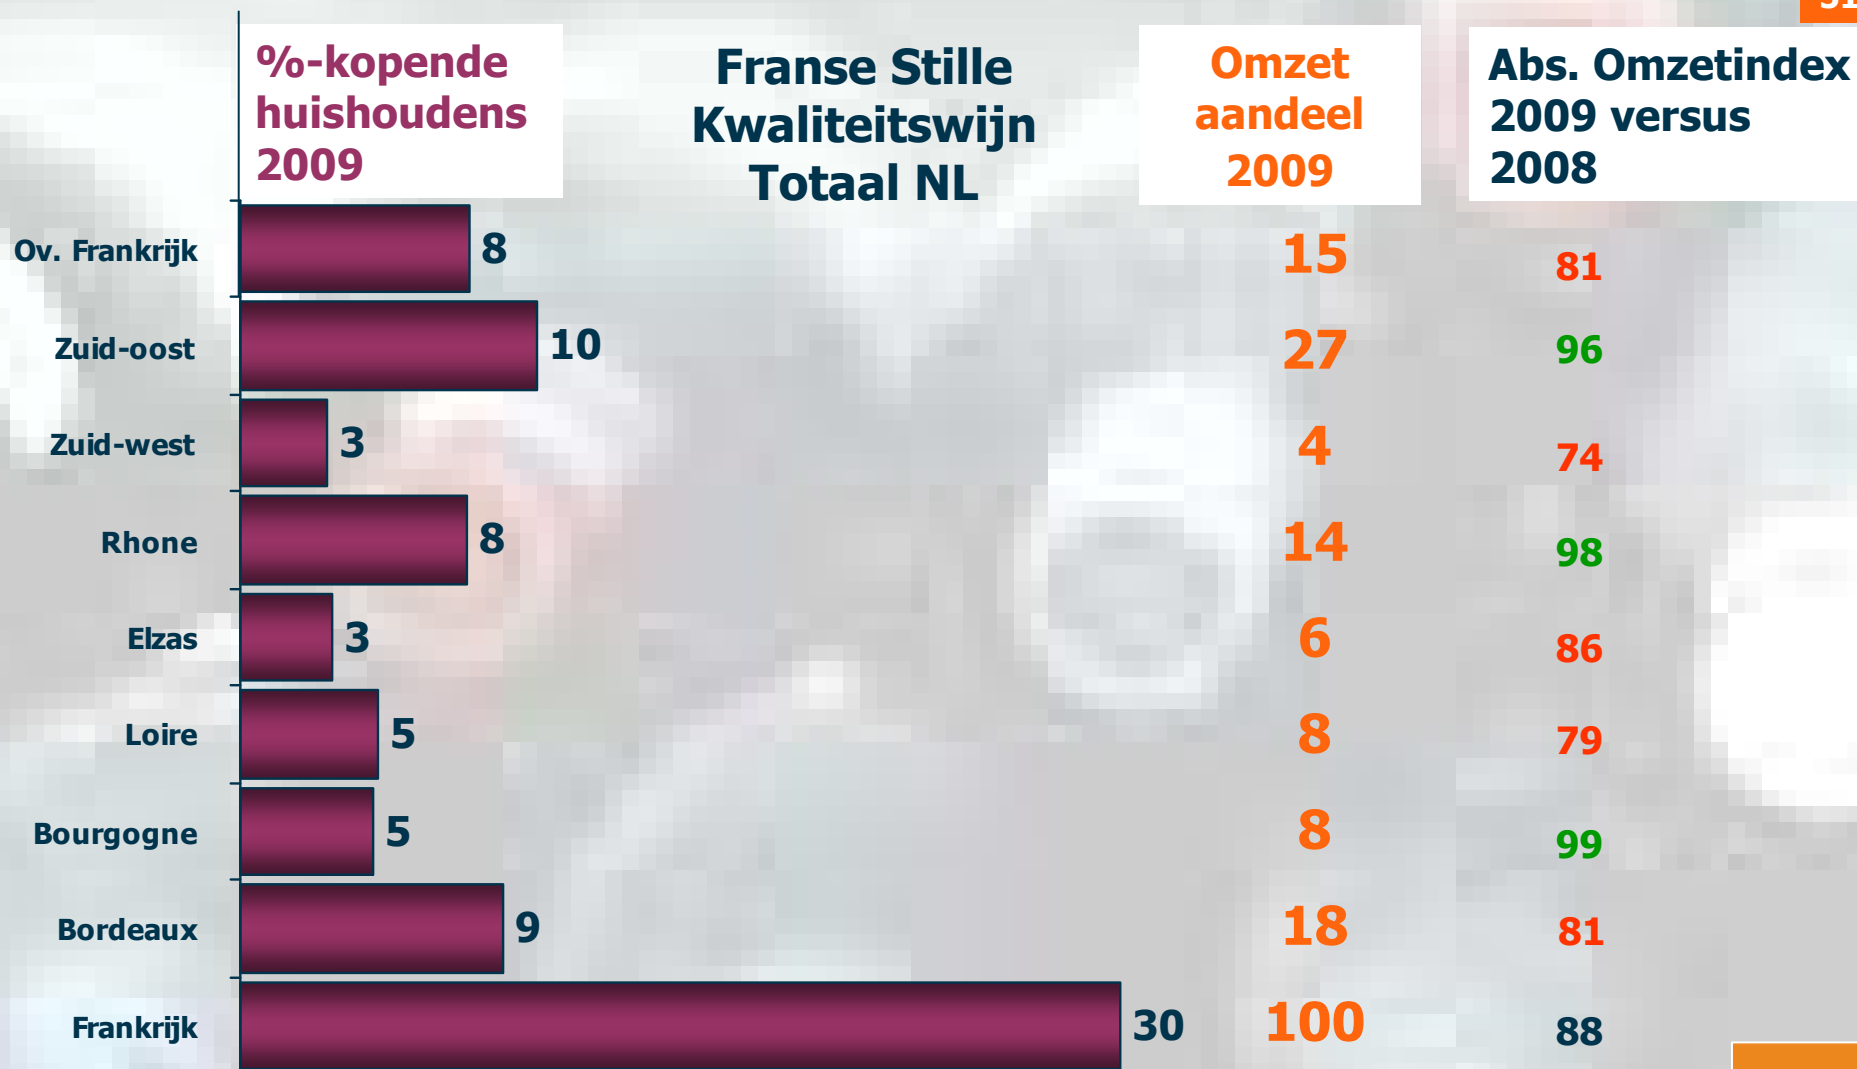 %-kopende
huishoudens
2009
Franse Stille
Kwaliteitswijn
Totaal NL
Omzet
aandeel
2009
Abs. Omzetindex
2009 versus
2008
Ov. Frankrijk 8 15 81
Zuid-oost 10 27 96
Zuid-west 3 4 74
Rhone 8 14 98
Elzas 3 6 86
Loire 5 8 79
Bourgogne 5 8 99
Bordeaux 9 18 81
Frankrijk 30 100 88